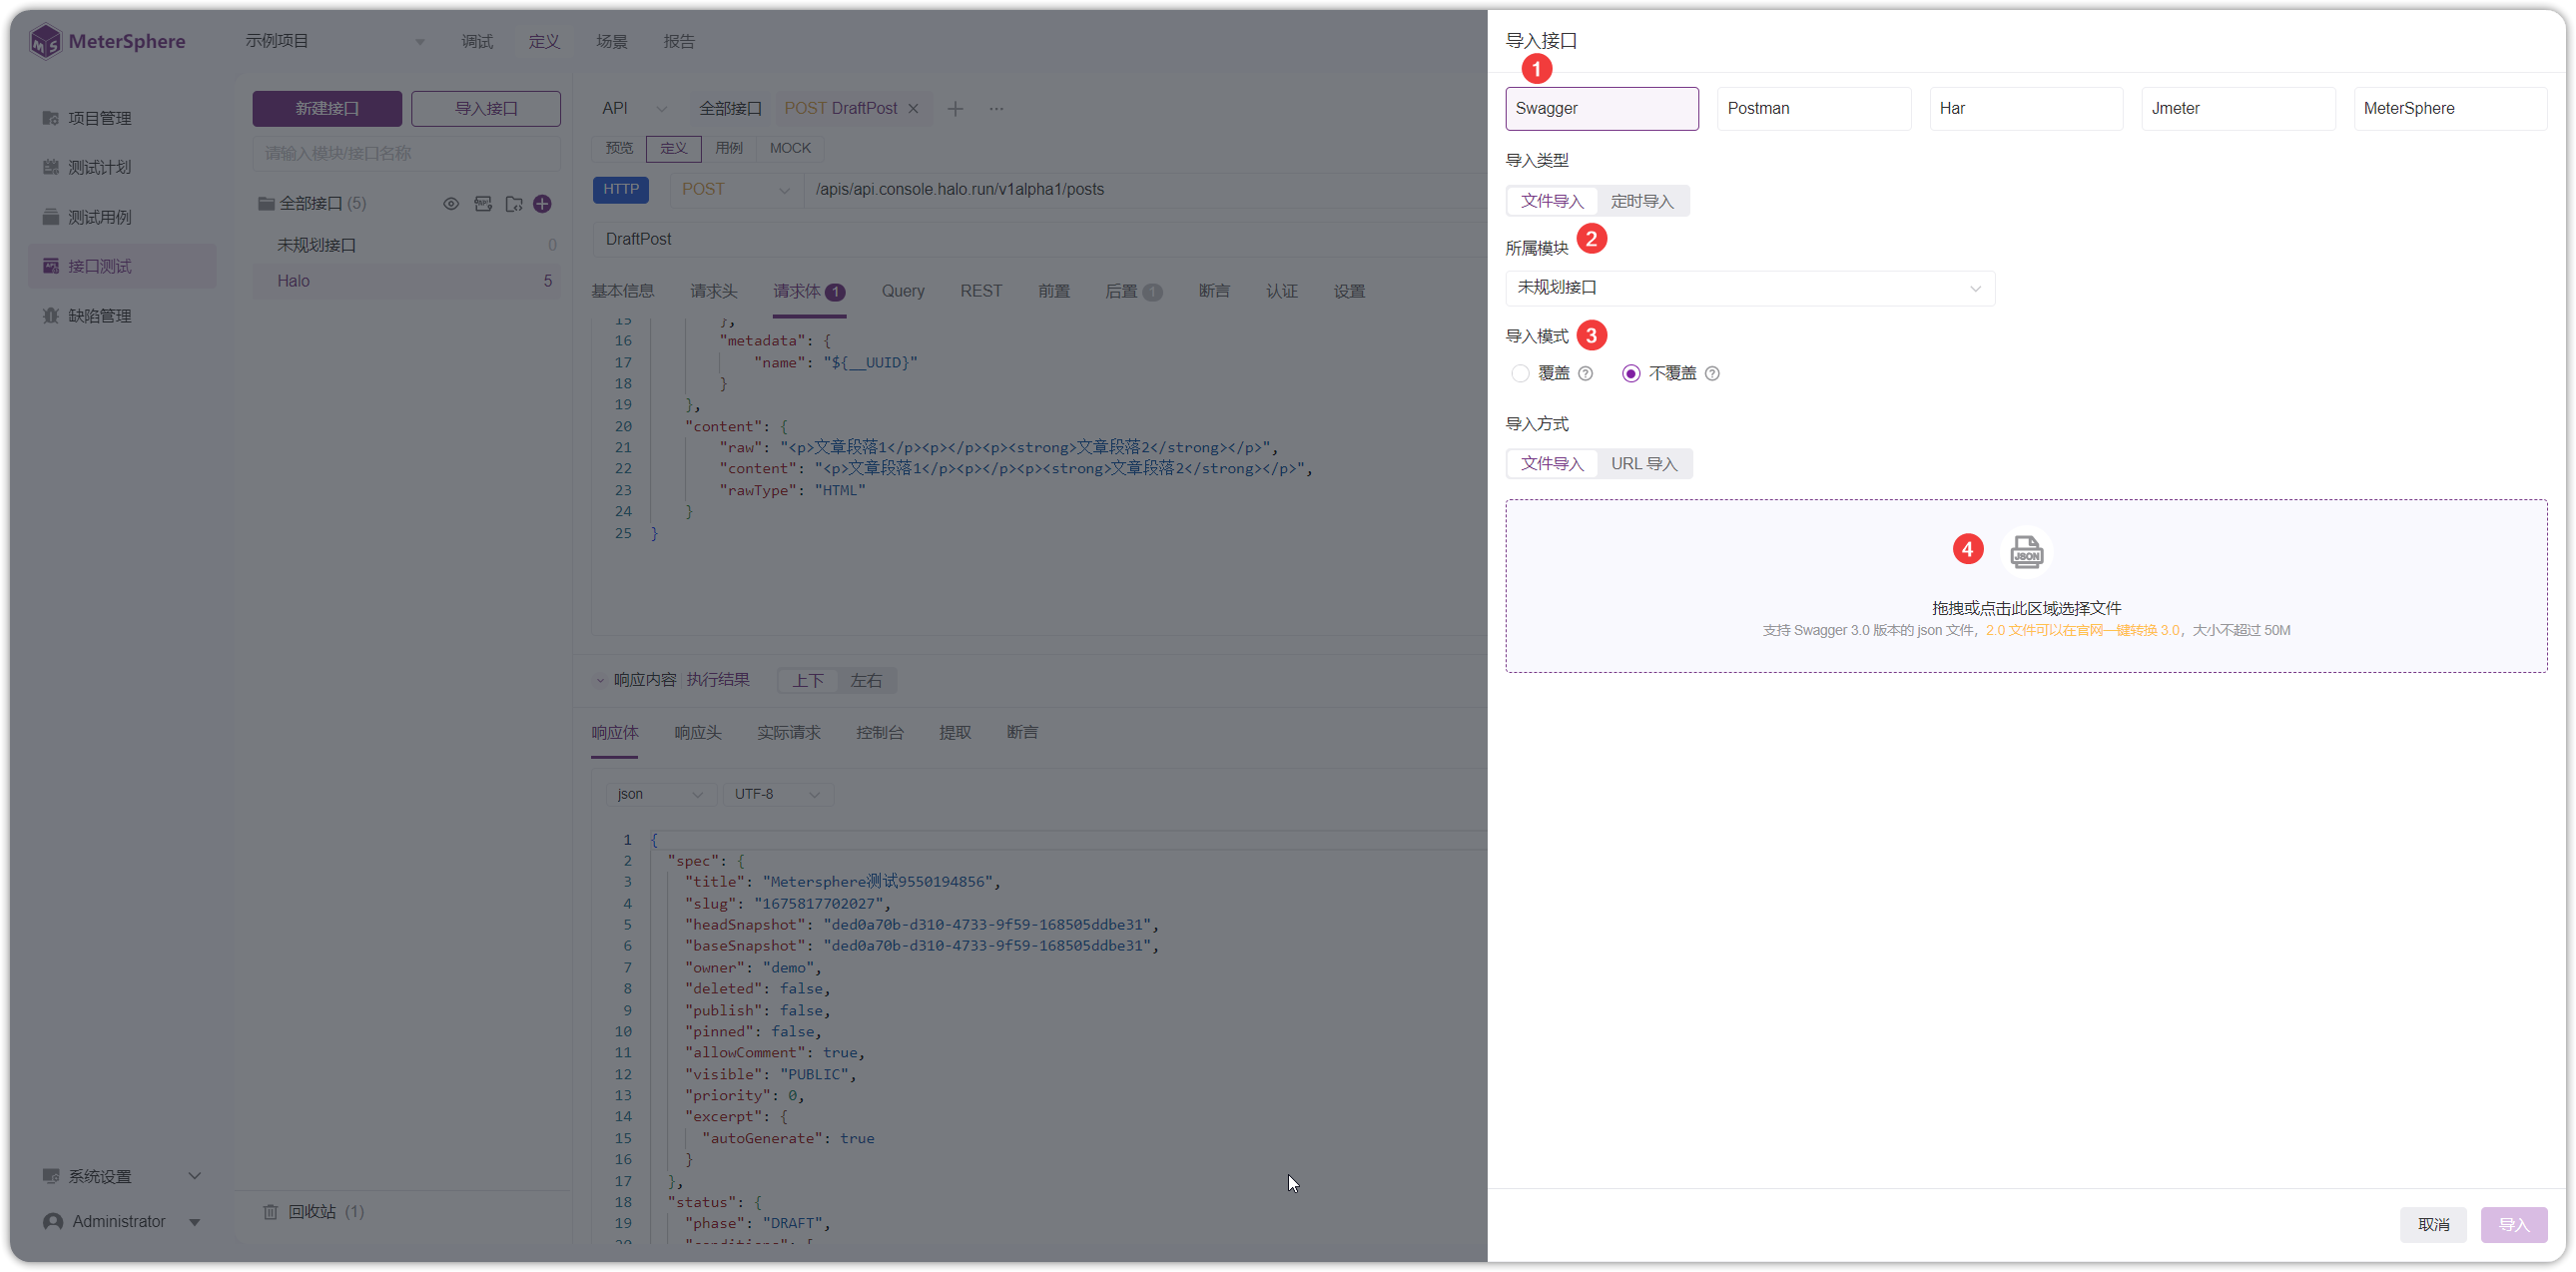 MeterSphere
示例项目
调试 定义 场景 报告
项目管理
测试计划
测试用例
接口测试
缺陷管理
系统设置
Administrator
新建接口 导入接口
请输入模块/接口名称
全部接口 (5)
未规划接口 0
Halo 5
回收站 (1)
API 全部接口 POST DraftPost
预览 定义 用例 MOCK
HTTP POST /apis/api.console.halo.run/v1alpha1/posts
DraftPost
基本信息 请求头 请求体 1 Query REST 前置 后置 1 断言 认证 设置
15 },
16 "metadata": {
17 "name": "${__UUID}"
18 }
19 },
20 "content": {
21 "raw": "<p>文章段落1</p><p></p><p><strong>文章段落2</strong></p>",
22 "content": "<p>文章段落1</p><p></p><p><strong>文章段落2</strong></p>",
23 "rawType": "HTML"
24 }
25 }
响应内容 执行结果 上下 左右
响应体 响应头 实际请求 控制台 提取 断言
json UTF-8
1 {
2 "spec": {
3 "title": "Metersphere测试9550194856",
4 "slug": "1675817702027",
5 "headSnapshot": "ded0a70b-d310-4733-9f59-168505ddbe31",
6 "baseSnapshot": "ded0a70b-d310-4733-9f59-168505ddbe31",
7 "owner": "demo",
8 "deleted": false,
9 "publish": false,
10 "pinned": false,
11 "allowComment": true,
12 "visible": "PUBLIC",
13 "priority": 0,
14 "excerpt": {
15 "autoGenerate": true
16 }
17 },
18 "status": {
19 "phase": "DRAFT",
20 "conditions": [
导入接口
1
Swagger Postman Har Jmeter MeterSphere
导入类型
文件导入 定时导入
所属模块 2
未规划接口
导入模式 3
覆盖 不覆盖
导入方式
文件导入 URL 导入
4 JSON
拖拽或点击此区域选择文件
支持 Swagger 3.0 版本的 json 文件，2.0 文件可以在官网一键转换 3.0，大小不超过 50M
取消 导入